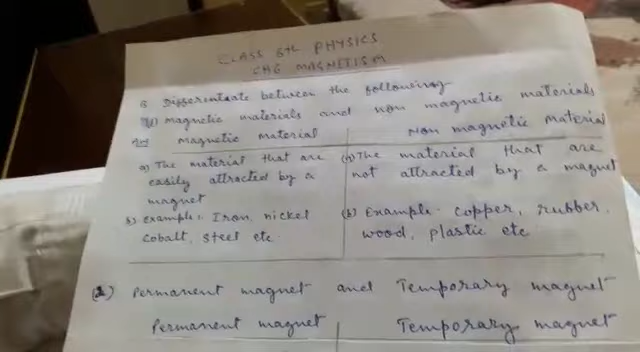 CLASS 6th PHYSICS
CH6 MAGNETISM
Differentiate between the following
(1) magnetic materials and non magnetic materials
Ans magnetic material
Non magnetic material
a) The material that are
easily attracted by a
magnet
b) example: Iron, nickel
cobalt, steel etc.
(a) The material that are
not attracted by a magnet
(b) Example- copper, rubber,
wood, plastic etc
(2) Permanent magnet and Temporary magnet
Permanent magnet
Temporary magnet